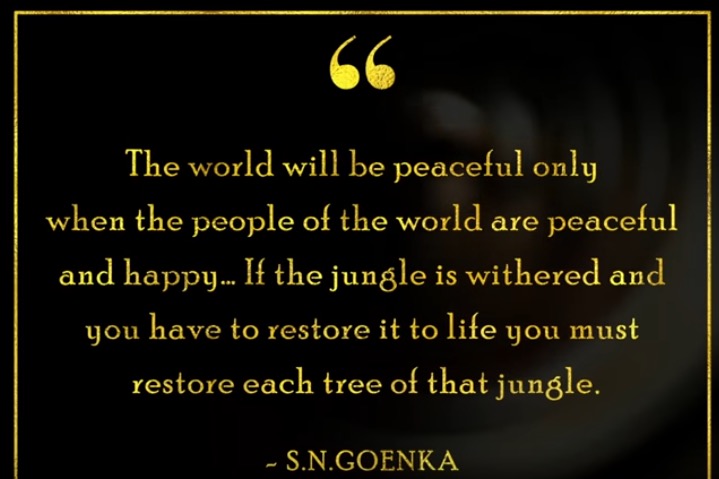 “
The world will be peaceful only
when the people of the world are peaceful
and happy... If the jungle is withered and
you have to restore it to life you must
restore each tree of that jungle.
~ S.N.GOENKA